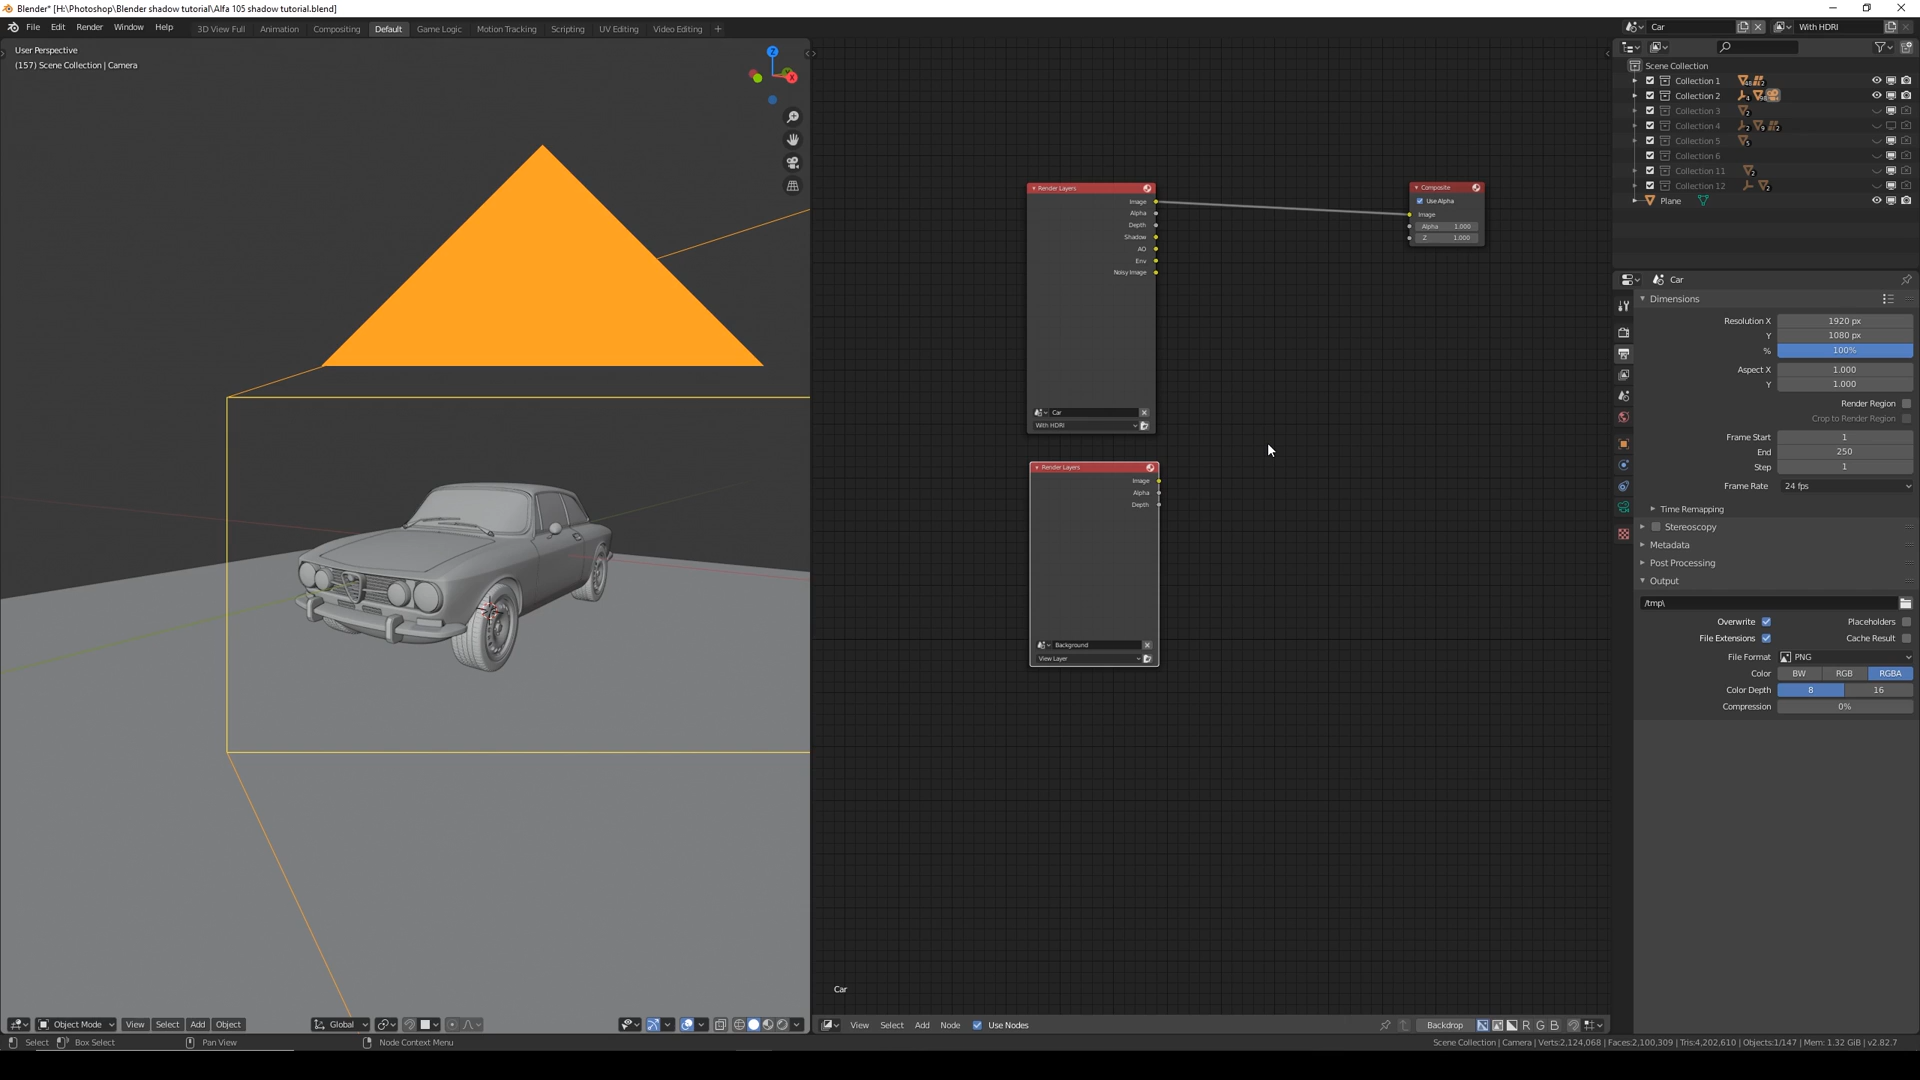 Blender* [H:\Photoshop\Blender shadow tutorial\Alfa 105 shadow tutorial.blend]
File Edit Render Window Help 3D View Full Animation Compositing Default Game Logic Motion Tracking Scripting UV Editing Video Editing +
Car
With HDRI
User Perspective
(157) Scene Collection | Camera
Z
X
Scene Collection
Collection 1
Collection 2
Collection 3
Collection 4
Collection 5
Collection 6
Collection 11
Collection 12
Plane
Render Layers
Image
Alpha
Depth
Shadow
AO
Env
Noisy Image
Car
With HDRI
Composite
Use Alpha
Image
Alpha 1.000
Z 1.000
Render Layers
Image
Alpha
Depth
Background
View Layer
Car
Dimensions
Resolution X 1920 px
Y 1080 px
% 100%
Aspect X 1.000
Y 1.000
Render Region
Crop to Render Region
Frame Start 1
End 250
Step 1
Frame Rate 24 fps
Time Remapping
Stereoscopy
Metadata
Post Processing
Output
/tmp\
Overwrite Placeholders
File Extensions Cache Result
File Format PNG
Color BW RGB RGBA
Color Depth 8 16
Compression 0%
Car
Object Mode View Select Add Object Global
View Select Add Node Use Nodes Backdrop R G B
Select Box Select Pan View Node Context Menu
Scene Collection | Camera | Verts:2,124,068 | Faces:2,100,309 | Tris:4,202,610 | Objects:1/147 | Mem: 1.32 GiB | v2.82.7